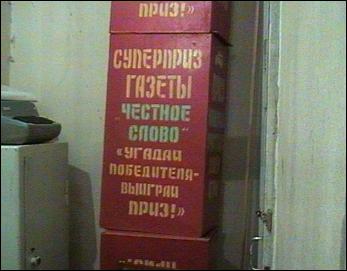 ПРИЗ!»
СУПЕРПРИЗ
ГАЗЕТЫ
"ЧЕСТНОЕ
СЛОВО"
«УГАДАЙ
ПОБЕДИТЕЛЯ-
ВЫИГРАЙ
ПРИЗ!»